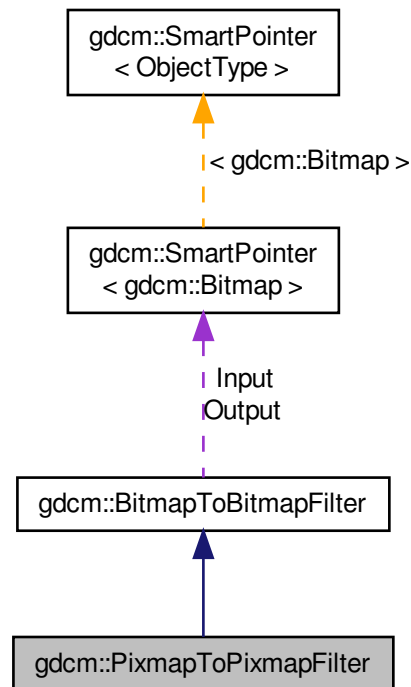 gdcm::SmartPointer
< ObjectType >
< gdcm::Bitmap >
gdcm::SmartPointer
< gdcm::Bitmap >
Input
Output
gdcm::BitmapToBitmapFilter
gdcm::PixmapToPixmapFilter